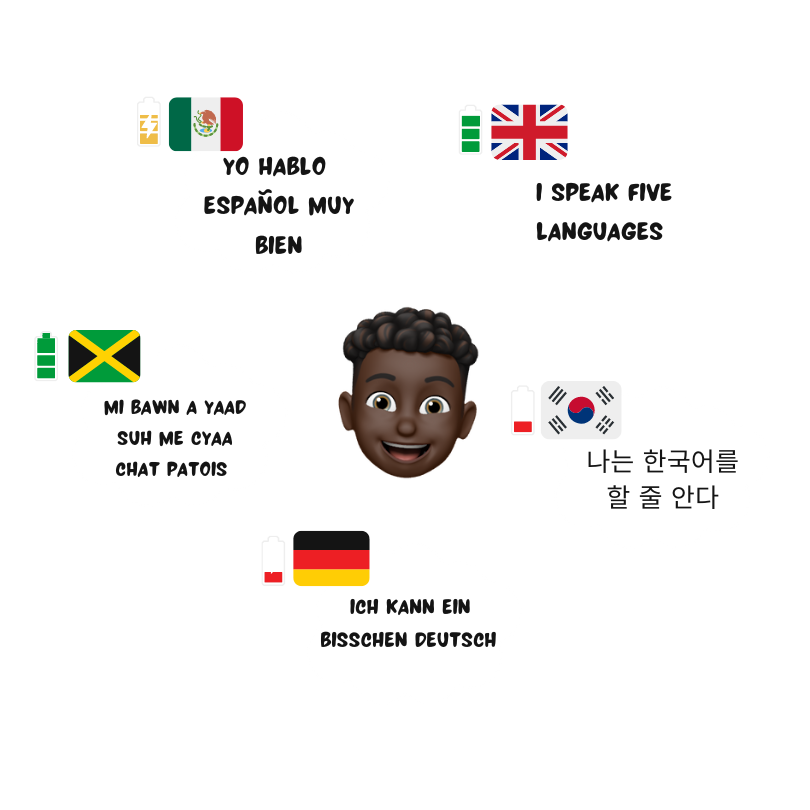 YO HABLO
ESPAÑOL MUY
BIEN
I SPEAK FIVE
LANGUAGES
MI BAWN A YAAD
SUH ME CYAA
CHAT PATOIS
나는 한국어를
할 줄 안다
ICH KANN EIN
BISSCHEN DEUTSCH